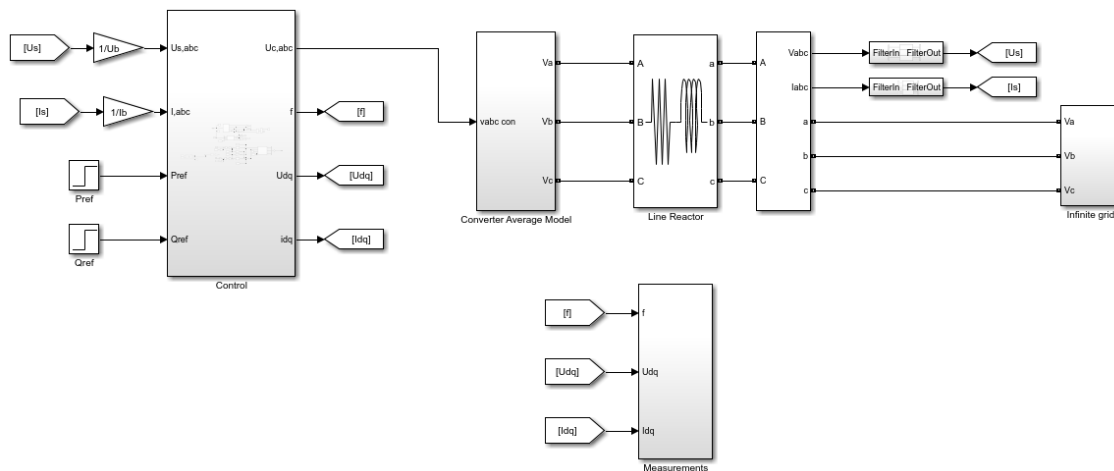 [Us]
1/Ub
Us,abc
Uc,abc
[Is]
1/Ib
I,abc
f
[f]
Pref
Pref
Udq
[Udq]
Qref
Qref
idq
[Idq]
Control
vabc con
Va
Vb
Vc
Converter Average Model
A
B
C
a
b
c
Line Reactor
A
B
C
Vabc
Iabc
a
b
c
FilterIn FilterOut
[Us]
FilterIn FilterOut
[Is]
Va
Vb
Vc
Infinite grid
[f]
f
[Udq]
Udq
[Idq]
Idq
Measurements